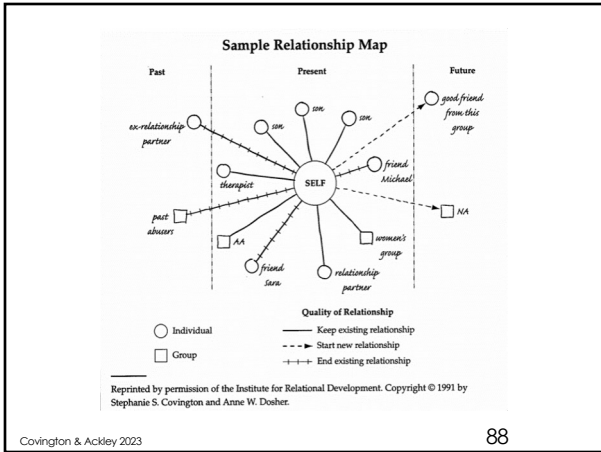 Sample Relationship Map
Past
Present
Future
ex-relationship
partner
son
son
son
good friend
from this
group
therapist
SELF
friend
Michael
past
abusers
AA
friend
Sara
relationship
partner
women's
group
NA
Quality of Relationship
Individual
Group
Keep existing relationship
Start new relationship
End existing relationship
Reprinted by permission of the Institute for Relational Development. Copyright © 1991 by
Stephanie S. Covington and Anne W. Dosher.
Covington & Ackley 2023
88